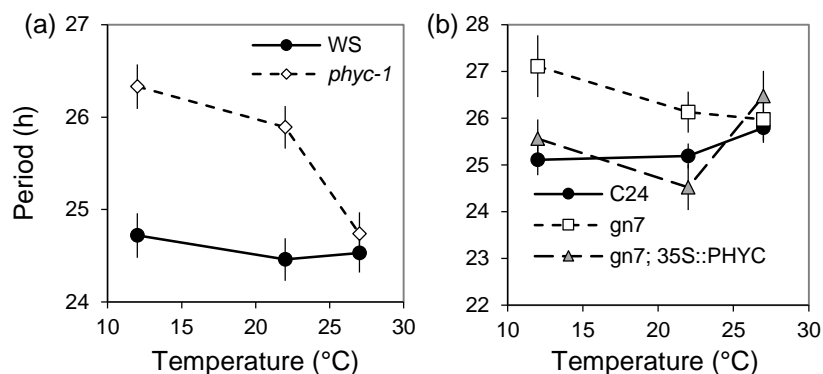 (a)
27
26
25
24
10 15 20 25 30
Period (h)
Temperature (°C)
WS
phyc-1
(b)
28
27
26
25
24
23
22
10 15 20 25 30
Temperature (°C)
C24
gn7
gn7; 35S::PHYC